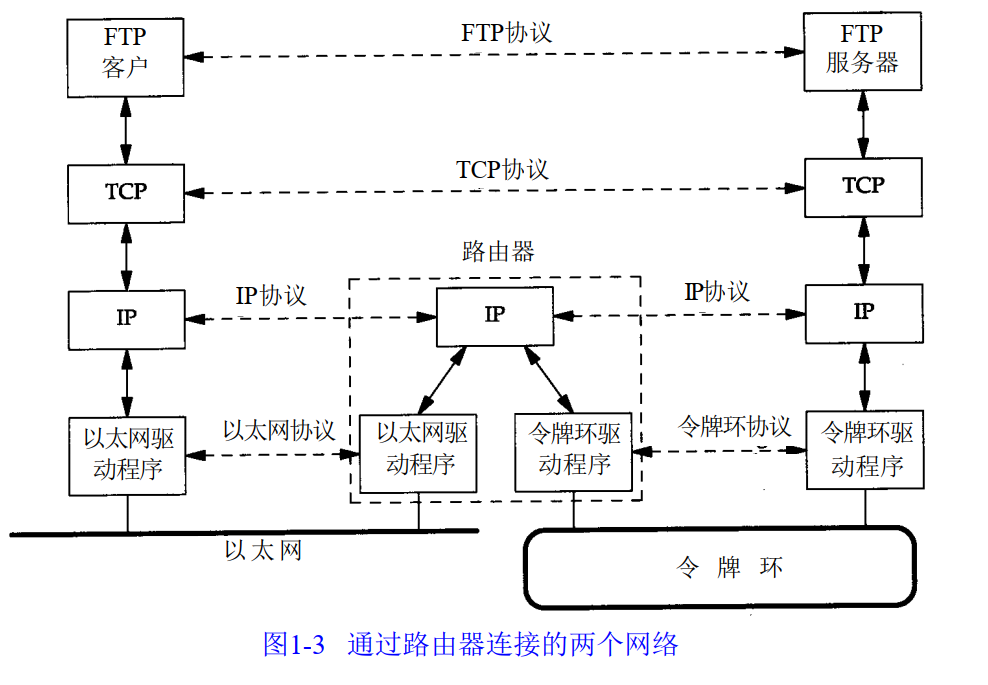 FTP协议
FTP
客户
FTP
服务器
TCP协议
TCP
TCP
路由器
IP协议
IP协议
IP
IP
IP
以太网驱
动程序
以太网协议
以太网驱
动程序
令牌环驱
动程序
令牌环协议
令牌环驱
动程序
以太网
令 牌 环
图1-3 通过路由器连接的两个网络